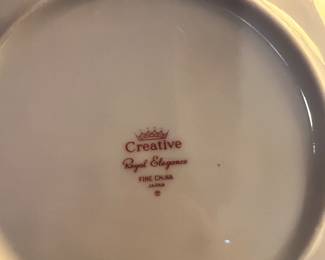 Creative
Royal Elegance
FINE CHINA
JAPAN